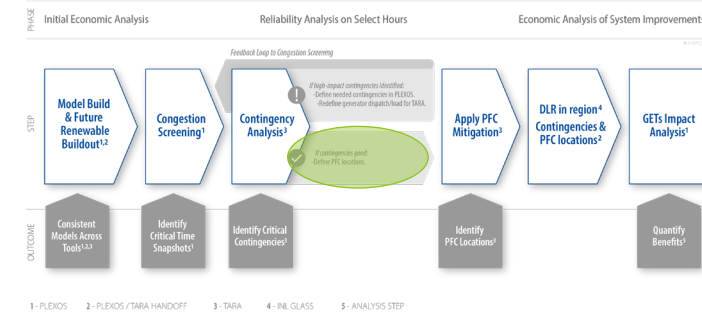 PHASE
Initial Economic Analysis
Reliability Analysis on Select Hours
Economic Analysis of System Improvements
Feedback Loop to Congestion Screening
STEP
Model Build
& Future
Renewable
Buildout1,2
Congestion
Screening1
Contingency
Analysis3
If high-impact contingencies identified:
-Define needed contingencies in PLEXOS.
-Redefine generator dispatch/load for TARA.
If contingencies good:
-Define PFC locations.
Apply PFC
Mitigation3
DLR in region4
Contingencies &
PFC locations2
GETs Impact
Analysis1
OUTCOME
Consistent
Models Across
Tools1,2,3
Identify
Critical Time
Snapshots1
Identify Critical
Contingencies3
Identify
PFC Locations3
Quantify
Benefits5
1 - PLEXOS
2 - PLEXOS / TARA HANDOFF
3 - TARA
4 - INL GLASS
5 - ANALYSIS STEP